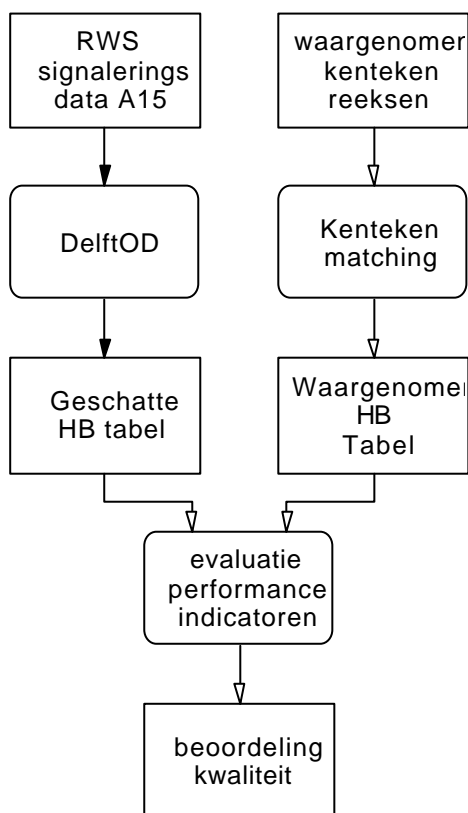 RWS
signalerings
data A15
waargenomen
kenteken
reeksen
DelftOD
Kenteken
matching
Geschatte
HB tabel
Waargenomen
HB
Tabel
evaluatie
performance
indicatoren
beoordeling
kwaliteit